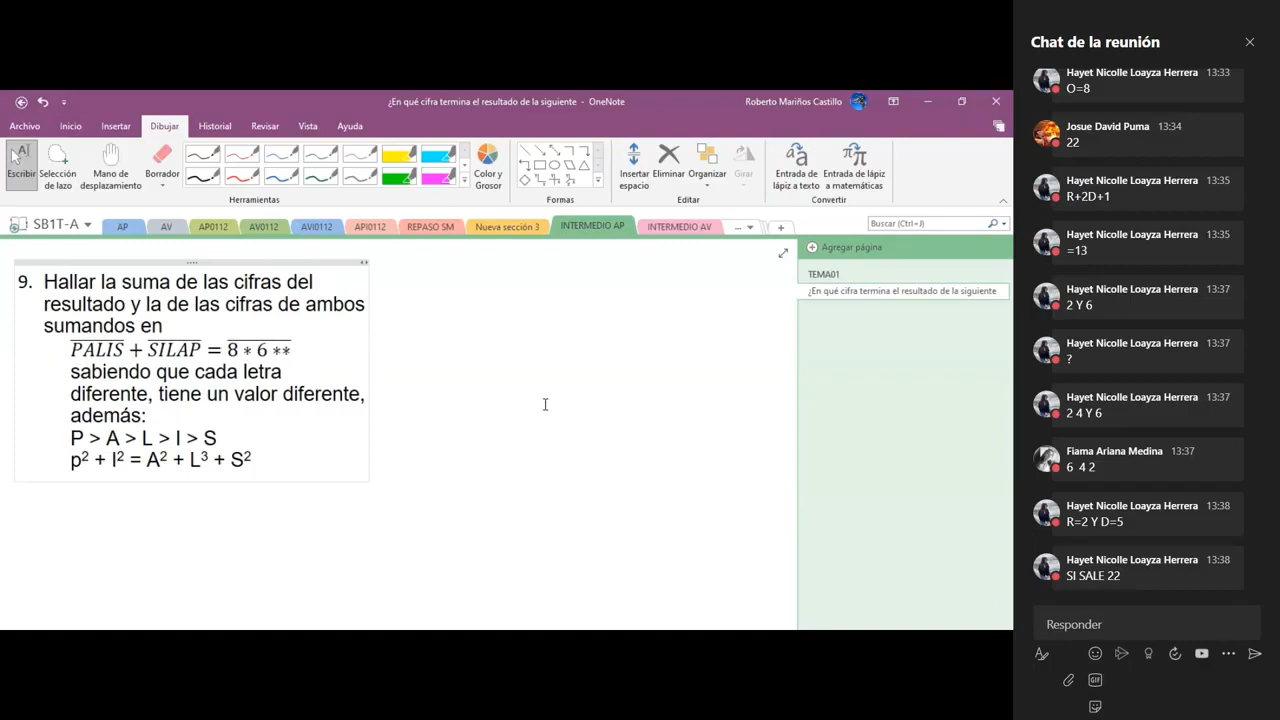 ¿En qué cifra termina el resultado de la siguiente - OneNote
Roberto Mariños Castillo
Archivo Inicio Insertar Dibujar Historial Revisar Vista Ayuda
Escribir
Selección de lazo
Mano de desplazamiento
Borrador
Color y Grosor
Insertar espacio
Eliminar
Organizar
Girar
Entrada de lápiz a texto
Entrada de lápiz a matemáticas
Herramientas
Formas
Editar
Convertir
SB1T-A
AP AV AP0112 AV0112 AVI0112 API0112 REPASO SM Nueva sección 3 INTERMEDIO AP INTERMEDIO AV ... +
Buscar (Ctrl+J)
Agregar página
TEMA01
¿En qué cifra termina el resultado de la siguiente
9. Hallar la suma de las cifras del
resultado y la de las cifras de ambos
sumandos en
PALIS + SILAP = 8 * 6 **
sabiendo que cada letra
diferente, tiene un valor diferente,
además:
P > A > L > I > S
p² + I² = A² + L³ + S²
Chat de la reunión
Hayet Nicolle Loayza Herrera 13:33
O=8
Josue David Puma 13:34
22
Hayet Nicolle Loayza Herrera 13:35
R+2D+1
Hayet Nicolle Loayza Herrera 13:35
=13
Hayet Nicolle Loayza Herrera 13:37
2 Y 6
Hayet Nicolle Loayza Herrera 13:37
?
Hayet Nicolle Loayza Herrera 13:37
2 4 Y 6
Fiama Ariana Medina 13:37
6 4 2
Hayet Nicolle Loayza Herrera 13:38
R=2 Y D=5
Hayet Nicolle Loayza Herrera 13:38
SI SALE 22
Responder
GIF